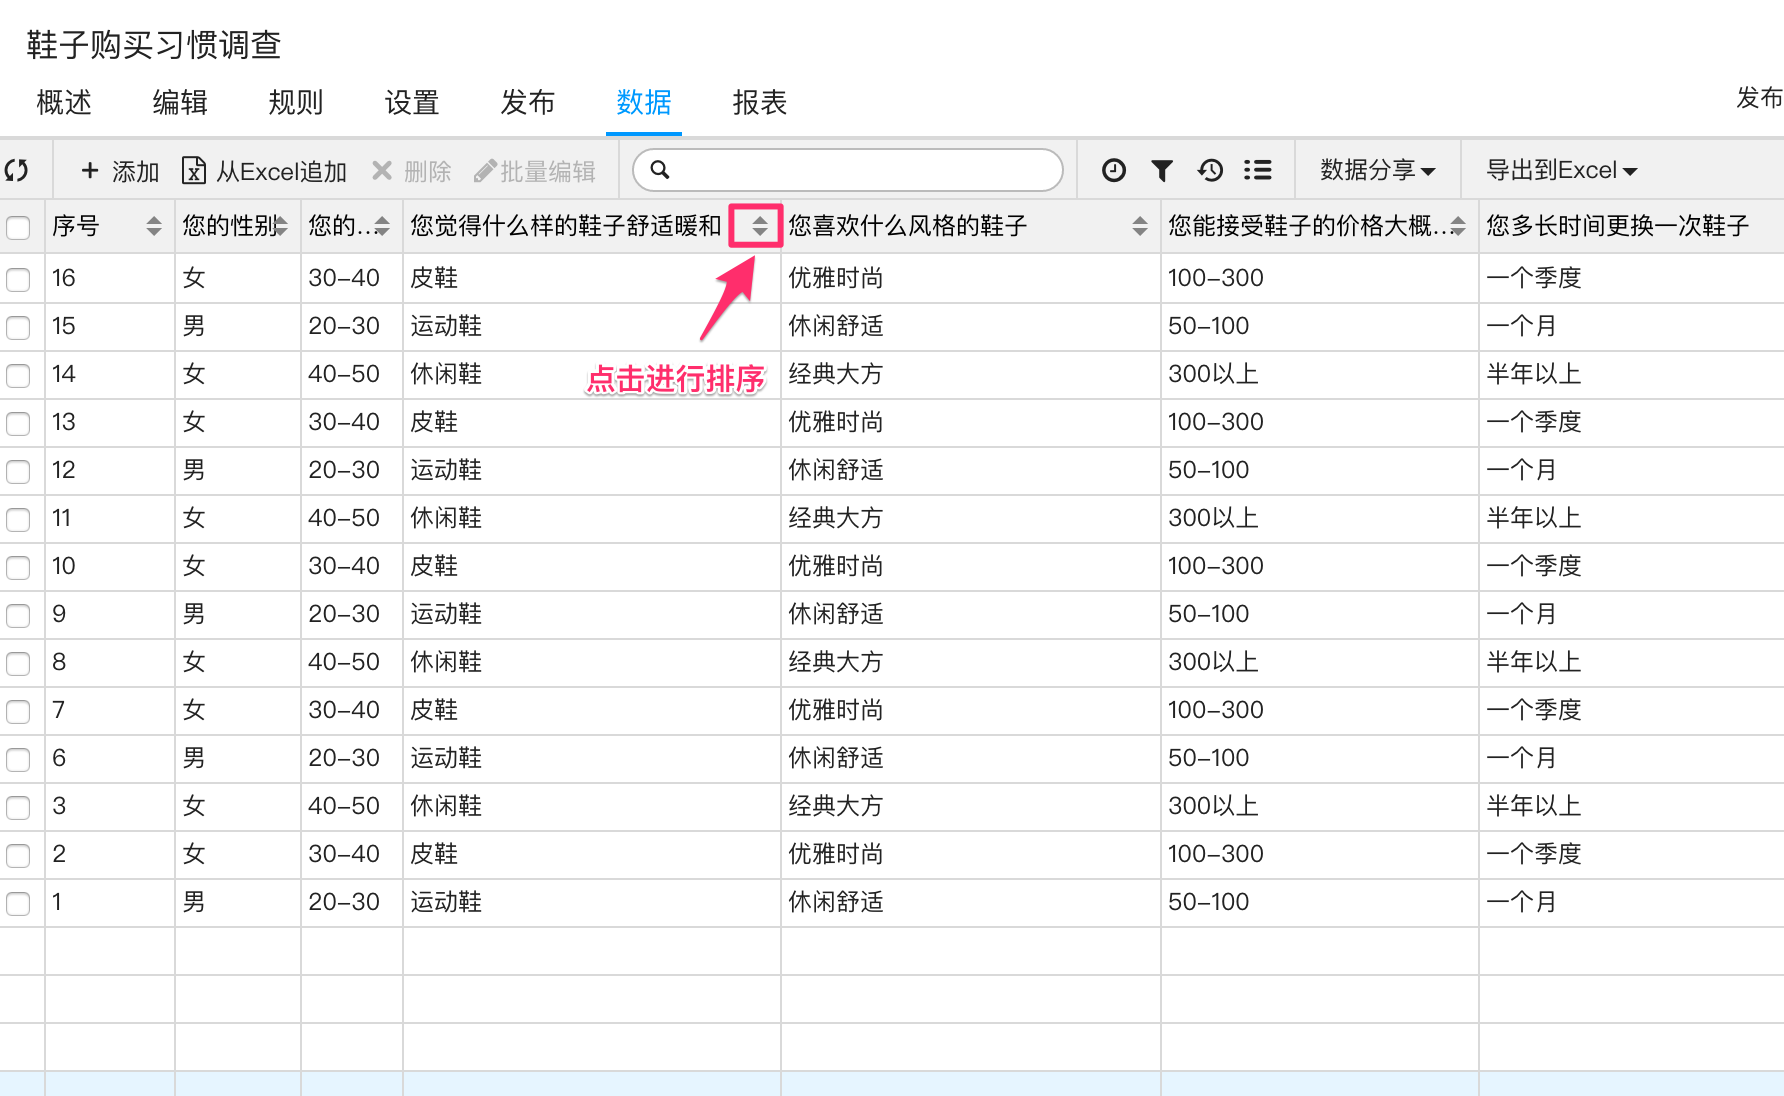 鞋子购买习惯调查
概述 编辑 规则 设置 发布 数据 报表 发布
添加 从Excel追加 删除 批量编辑 数据分享 导出到Excel
序号 您的性别 您的... 您觉得什么样的鞋子舒适暖和 您喜欢什么风格的鞋子 您能接受鞋子的价格大概... 您多长时间更换一次鞋子
16 女 30-40 皮鞋 优雅时尚 100-300 一个季度
15 男 20-30 运动鞋 休闲舒适 50-100 一个月
14 女 40-50 休闲鞋 经典大方 300以上 半年以上
点击进行排序
13 女 30-40 皮鞋 优雅时尚 100-300 一个季度
12 男 20-30 运动鞋 休闲舒适 50-100 一个月
11 女 40-50 休闲鞋 经典大方 300以上 半年以上
10 女 30-40 皮鞋 优雅时尚 100-300 一个季度
9 男 20-30 运动鞋 休闲舒适 50-100 一个月
8 女 40-50 休闲鞋 经典大方 300以上 半年以上
7 女 30-40 皮鞋 优雅时尚 100-300 一个季度
6 男 20-30 运动鞋 休闲舒适 50-100 一个月
3 女 40-50 休闲鞋 经典大方 300以上 半年以上
2 女 30-40 皮鞋 优雅时尚 100-300 一个季度
1 男 20-30 运动鞋 休闲舒适 50-100 一个月